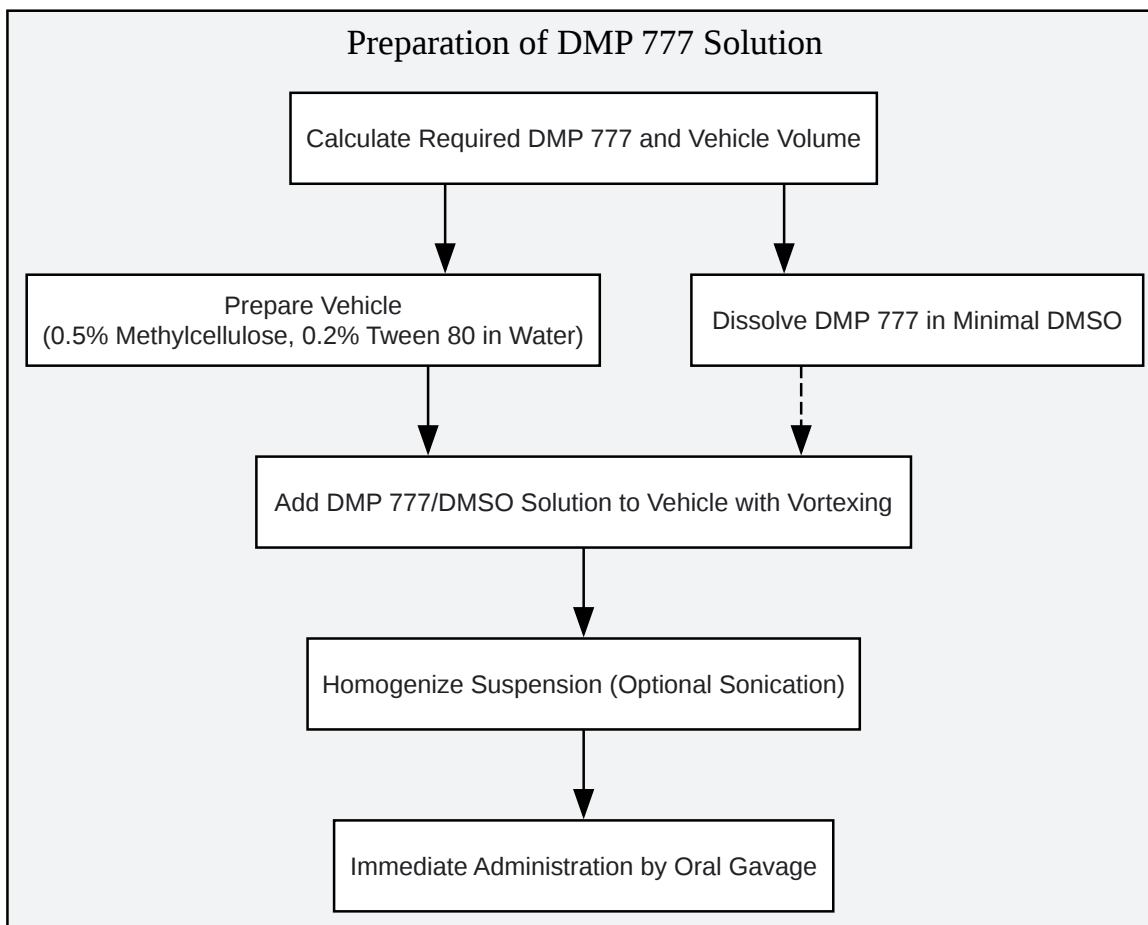 Preparation of DMP 777 Solution
Calculate Required DMP 777 and Vehicle Volume
Prepare Vehicle
(0.5% Methylcellulose, 0.2% Tween 80 in Water)
Dissolve DMP 777 in Minimal DMSO
Add DMP 777/DMSO Solution to Vehicle with Vortexing
Homogenize Suspension (Optional Sonication)
Immediate Administration by Oral Gavage